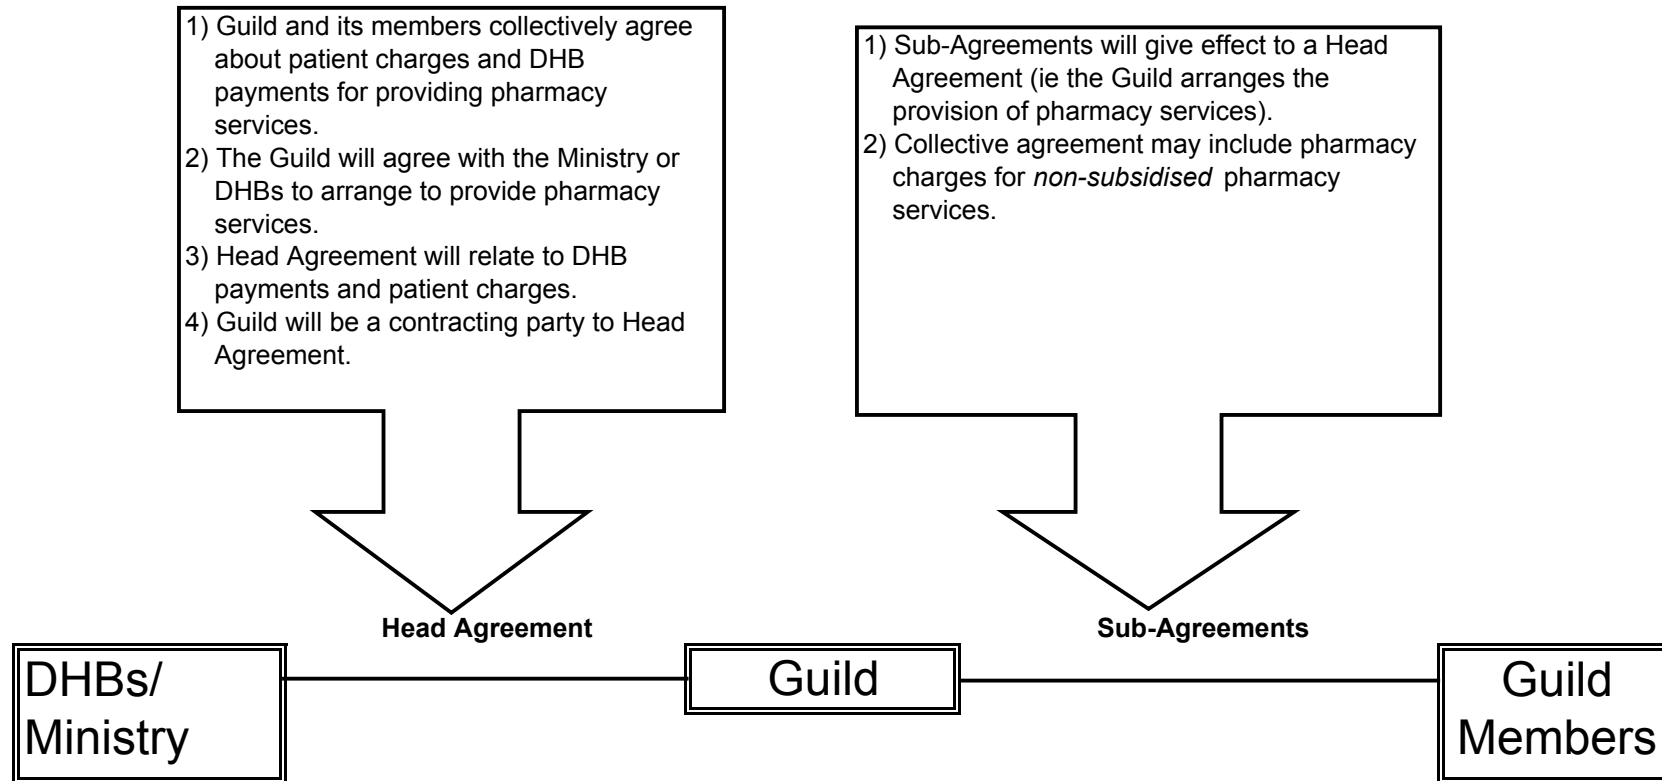 1) Guild and its members collectively agree
about patient charges and DHB
payments for providing pharmacy
services.
2) The Guild will agree with the Ministry or
DHBs to arrange to provide pharmacy
services.
3) Head Agreement will relate to DHB
payments and patient charges.
4) Guild will be a contracting party to Head
Agreement.
1) Sub-Agreements will give effect to a Head
Agreement (ie the Guild arranges the
provision of pharmacy services).
2) Collective agreement may include pharmacy
charges for non-subsidised pharmacy
services.
Head Agreement
Sub-Agreements
DHBs/
Ministry
Guild
Guild
Members